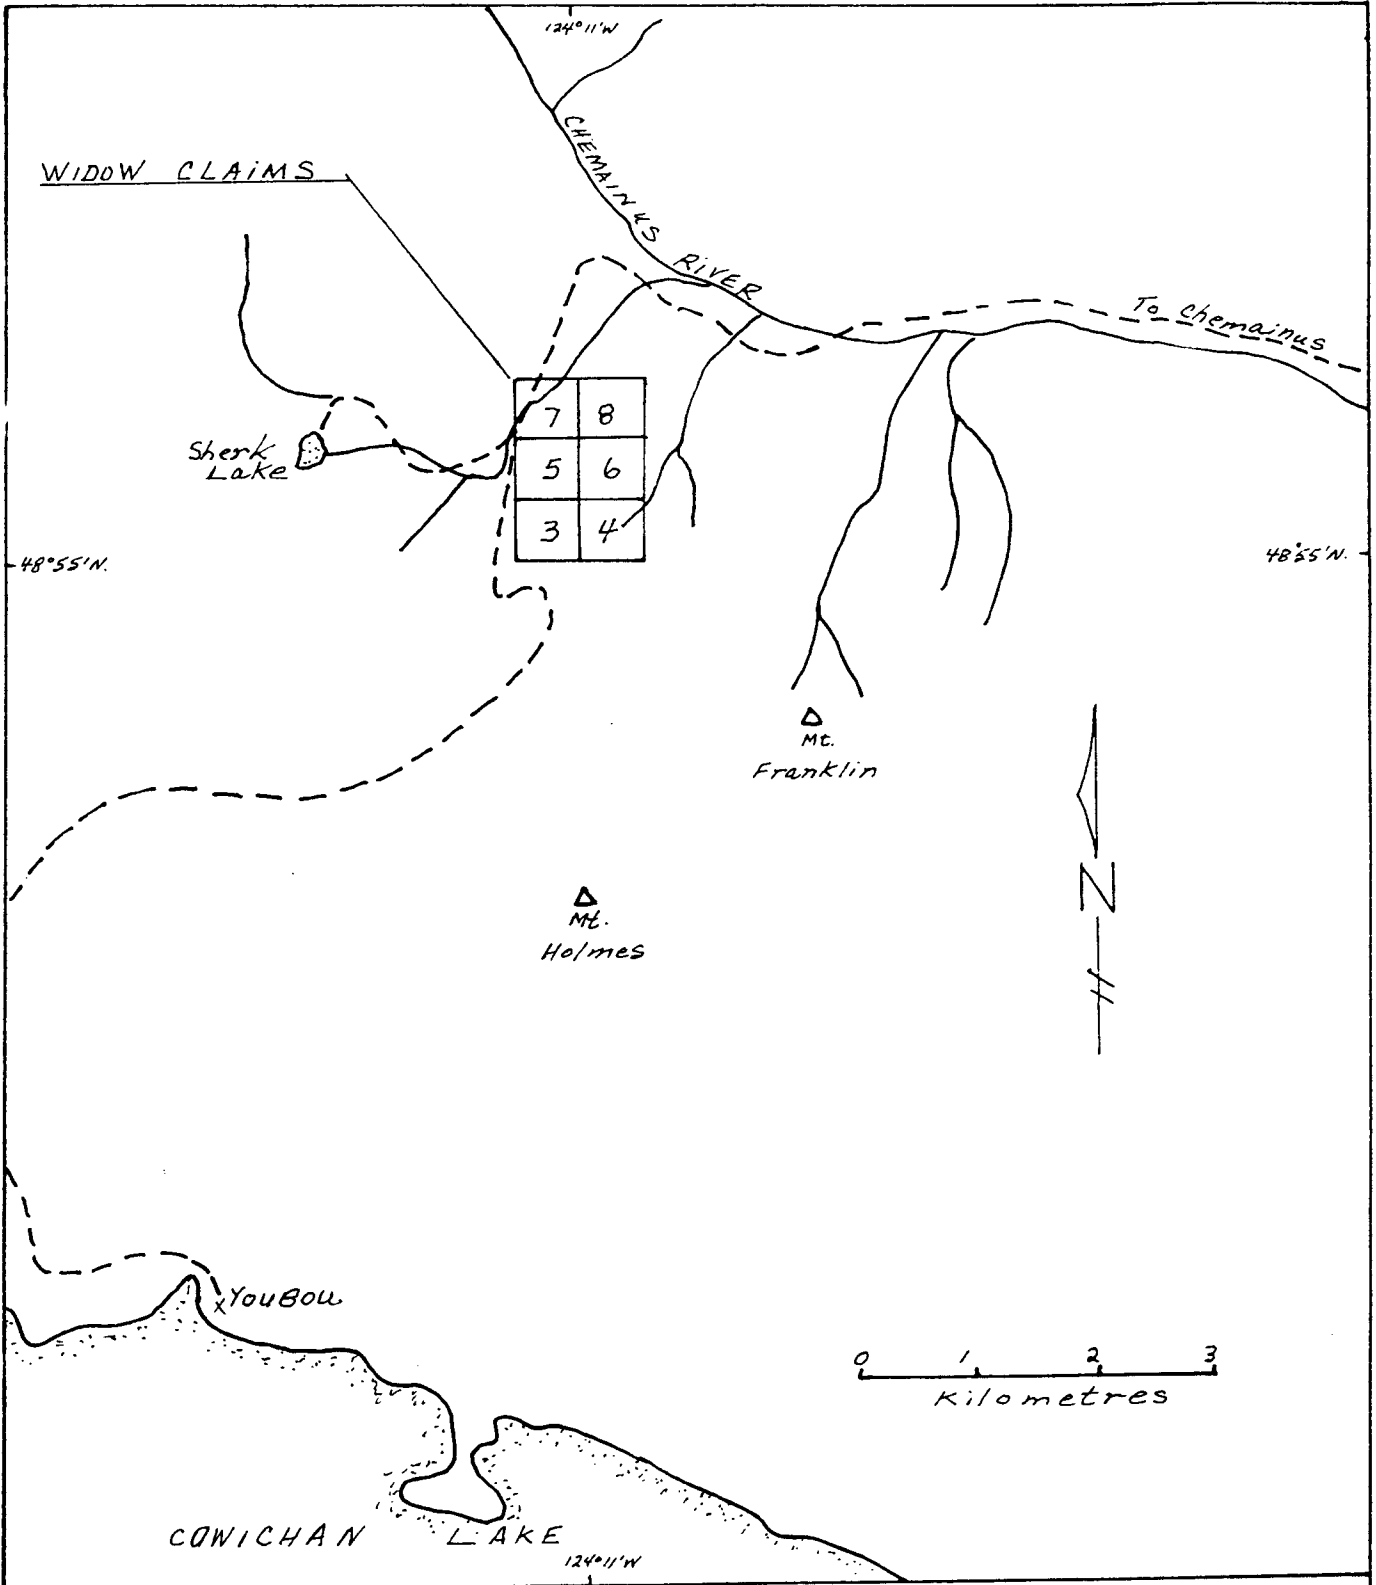 124°11'W
CHEMAINUS RIVER
WIDOW CLAIMS
To Chemainus
7 8
5 6
3 4
Sherk
Lake
48°55'N.
48°55'N.
Mt.
Franklin
N
Mt.
Holmes
YOUBOU
0 1 2 3
Kilometres
COWICHAN LAKE
124°11'W